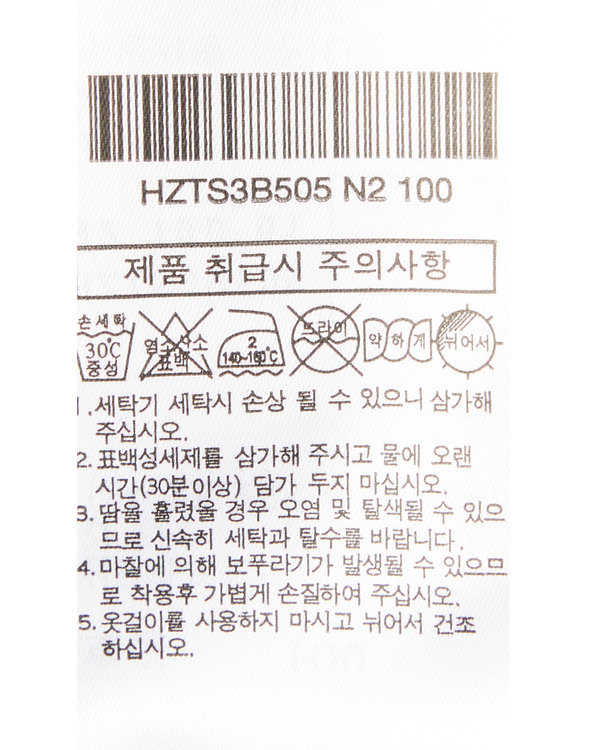 HZTS3B505 N2 100
제품 취급시 주의사항
손세탁
30℃
중성
염소산소
표백
2
140~160℃
드라이
약하게
뉘어서
.세탁기 세탁시 손상 될 수 있으니 삼가해
주십시오.
2. 표백성세제를 삼가해 주시고 물에 오랜
시간(30분이상) 담가 두지 마십시오.
3. 땀을 흘렸을 경우 오염 및 탈색될 수 있으
므로 신속히 세탁과 탈수를 바랍니다.
4. 마찰에 의해 보푸라기가 발생될 수 있으므
로 착용후 가볍게 손질하여 주십시오.
5. 옷걸이를 사용하지 마시고 뉘어서 건조
하십시오.